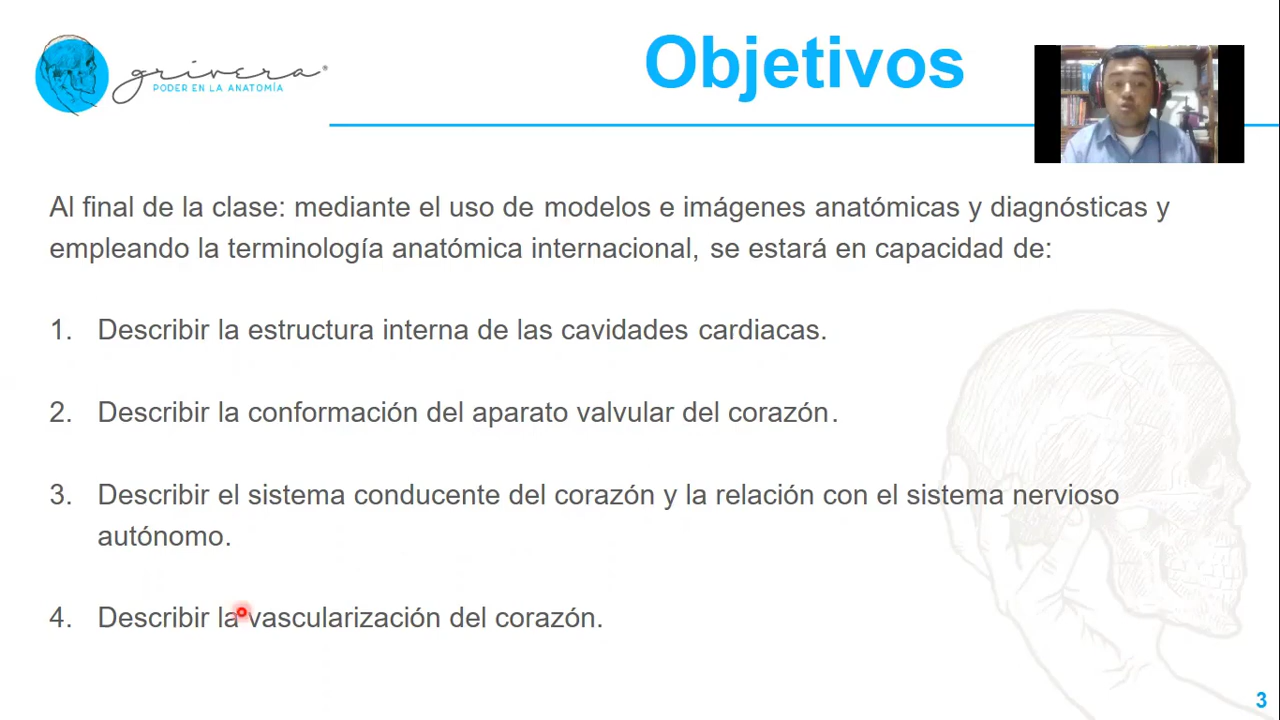 grivera®
PODER EN LA ANATOMÍA
Objetivos
Al final de la clase: mediante el uso de modelos e imágenes anatómicas y diagnósticas y
empleando la terminología anatómica internacional, se estará en capacidad de:
1. Describir la estructura interna de las cavidades cardiacas.
2. Describir la conformación del aparato valvular del corazón.
3. Describir el sistema conducente del corazón y la relación con el sistema nervioso
autónomo.
4. Describir la vascularización del corazón.
3